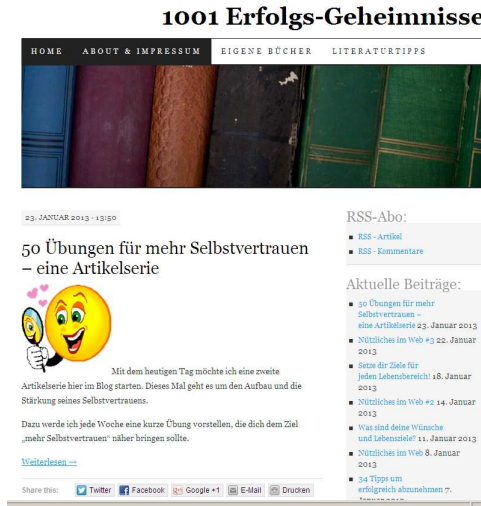 1001 Erfolgs-Geheimnisse
HOME
ABOUT & IMPRESSUM
EIGENE BÜCHER
LITERATURTIPPS
23. JANUAR 2013 · 13:50
50 Übungen für mehr Selbstvertrauen
– eine Artikelserie
Mit dem heutigen Tag möchte ich eine zweite
Artikelserie hier im Blog starten. Dieses Mal geht es um den Aufbau und die
Stärkung seines Selbstvertrauens.
Dazu werde ich jede Woche eine kurze Übung vorstellen, die dich dem Ziel
„mehr Selbstvertrauen“ näher bringen sollte.
Weiterlesen →
Share this:
Twitter
Facebook
Google +1
E-Mail
Drucken
RSS-Abo:
RSS - Artikel
RSS - Kommentare
Aktuelle Beiträge:
50 Übungen für mehr
Selbstvertrauen –
eine Artikelserie 23. Januar 2013
Nützliches im Web #3 22. Januar
2013
Setze dir Ziele für
jeden Lebensbereich! 18. Januar
2013
Nützliches im Web #2 14. Januar
2013
Was sind deine Wünsche
und Lebensziele? 11. Januar 2013
Nützliches im Web 8. Januar
2013
34 Tipps um
erfolgreich abzunehmen 7.
Januar 2013